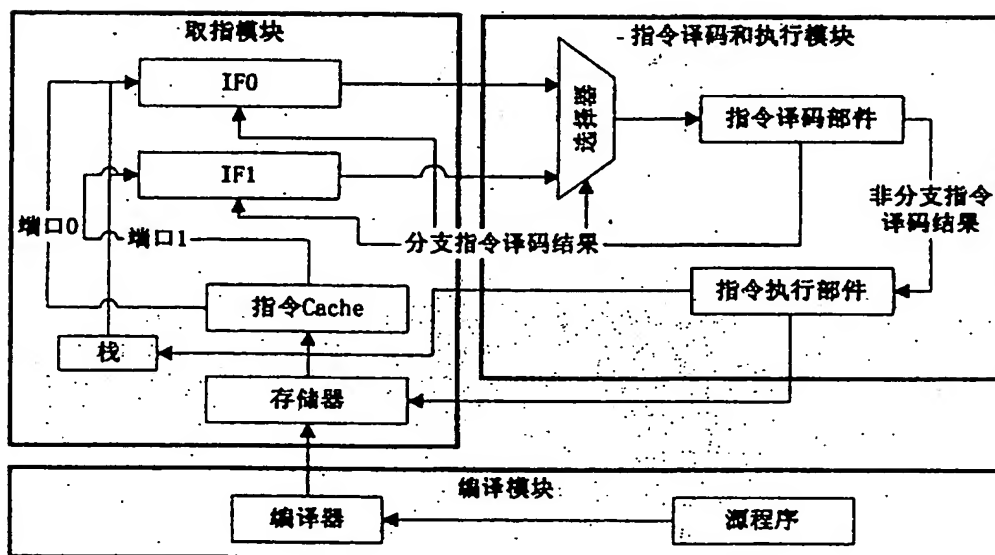 取指模块
IF0
IF1
端口0
端口1
指令Cache
栈
存储器
指令译码和执行模块
选择器
指令译码部件
非分支指令
译码结果
分支指令译码结果
指令执行部件
编译模块
编译器
源程序